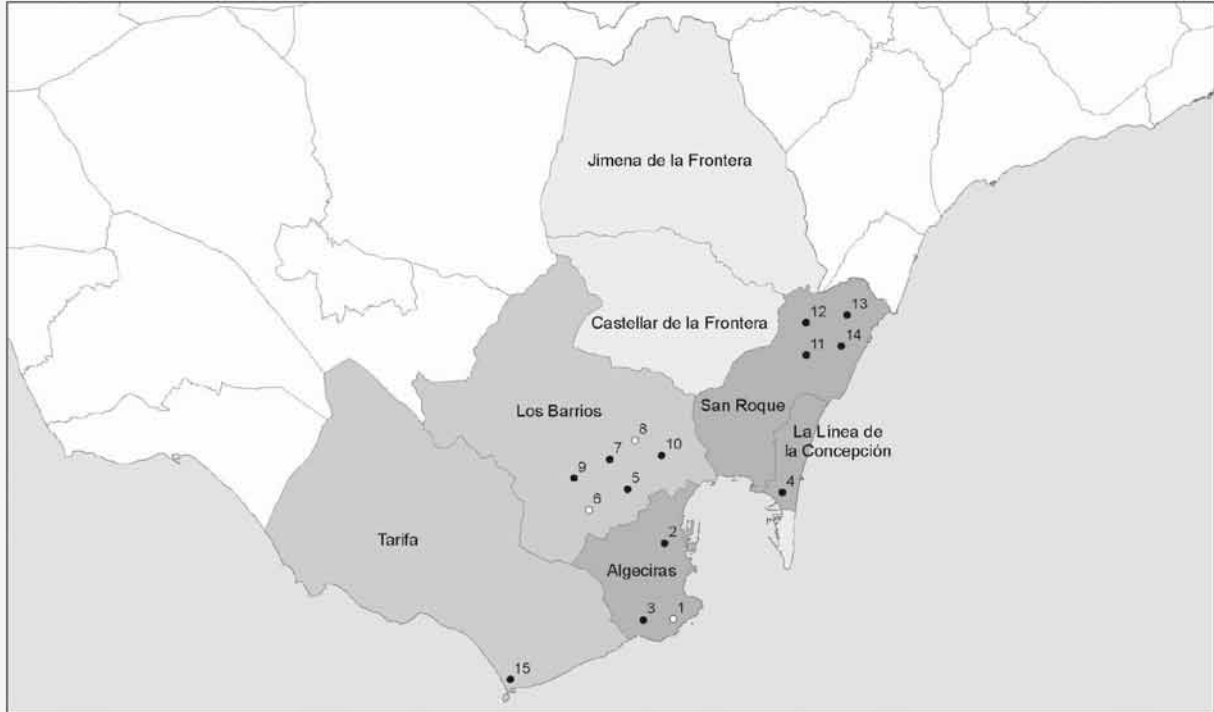 Jimena de la Frontera
Castellar de la Frontera
12
13
11
14
San Roque
Los Barrios
La Línea de
la Concepción
8
7
10
9
5
6
4
2
Tarifa
Algeciras
3
1
15